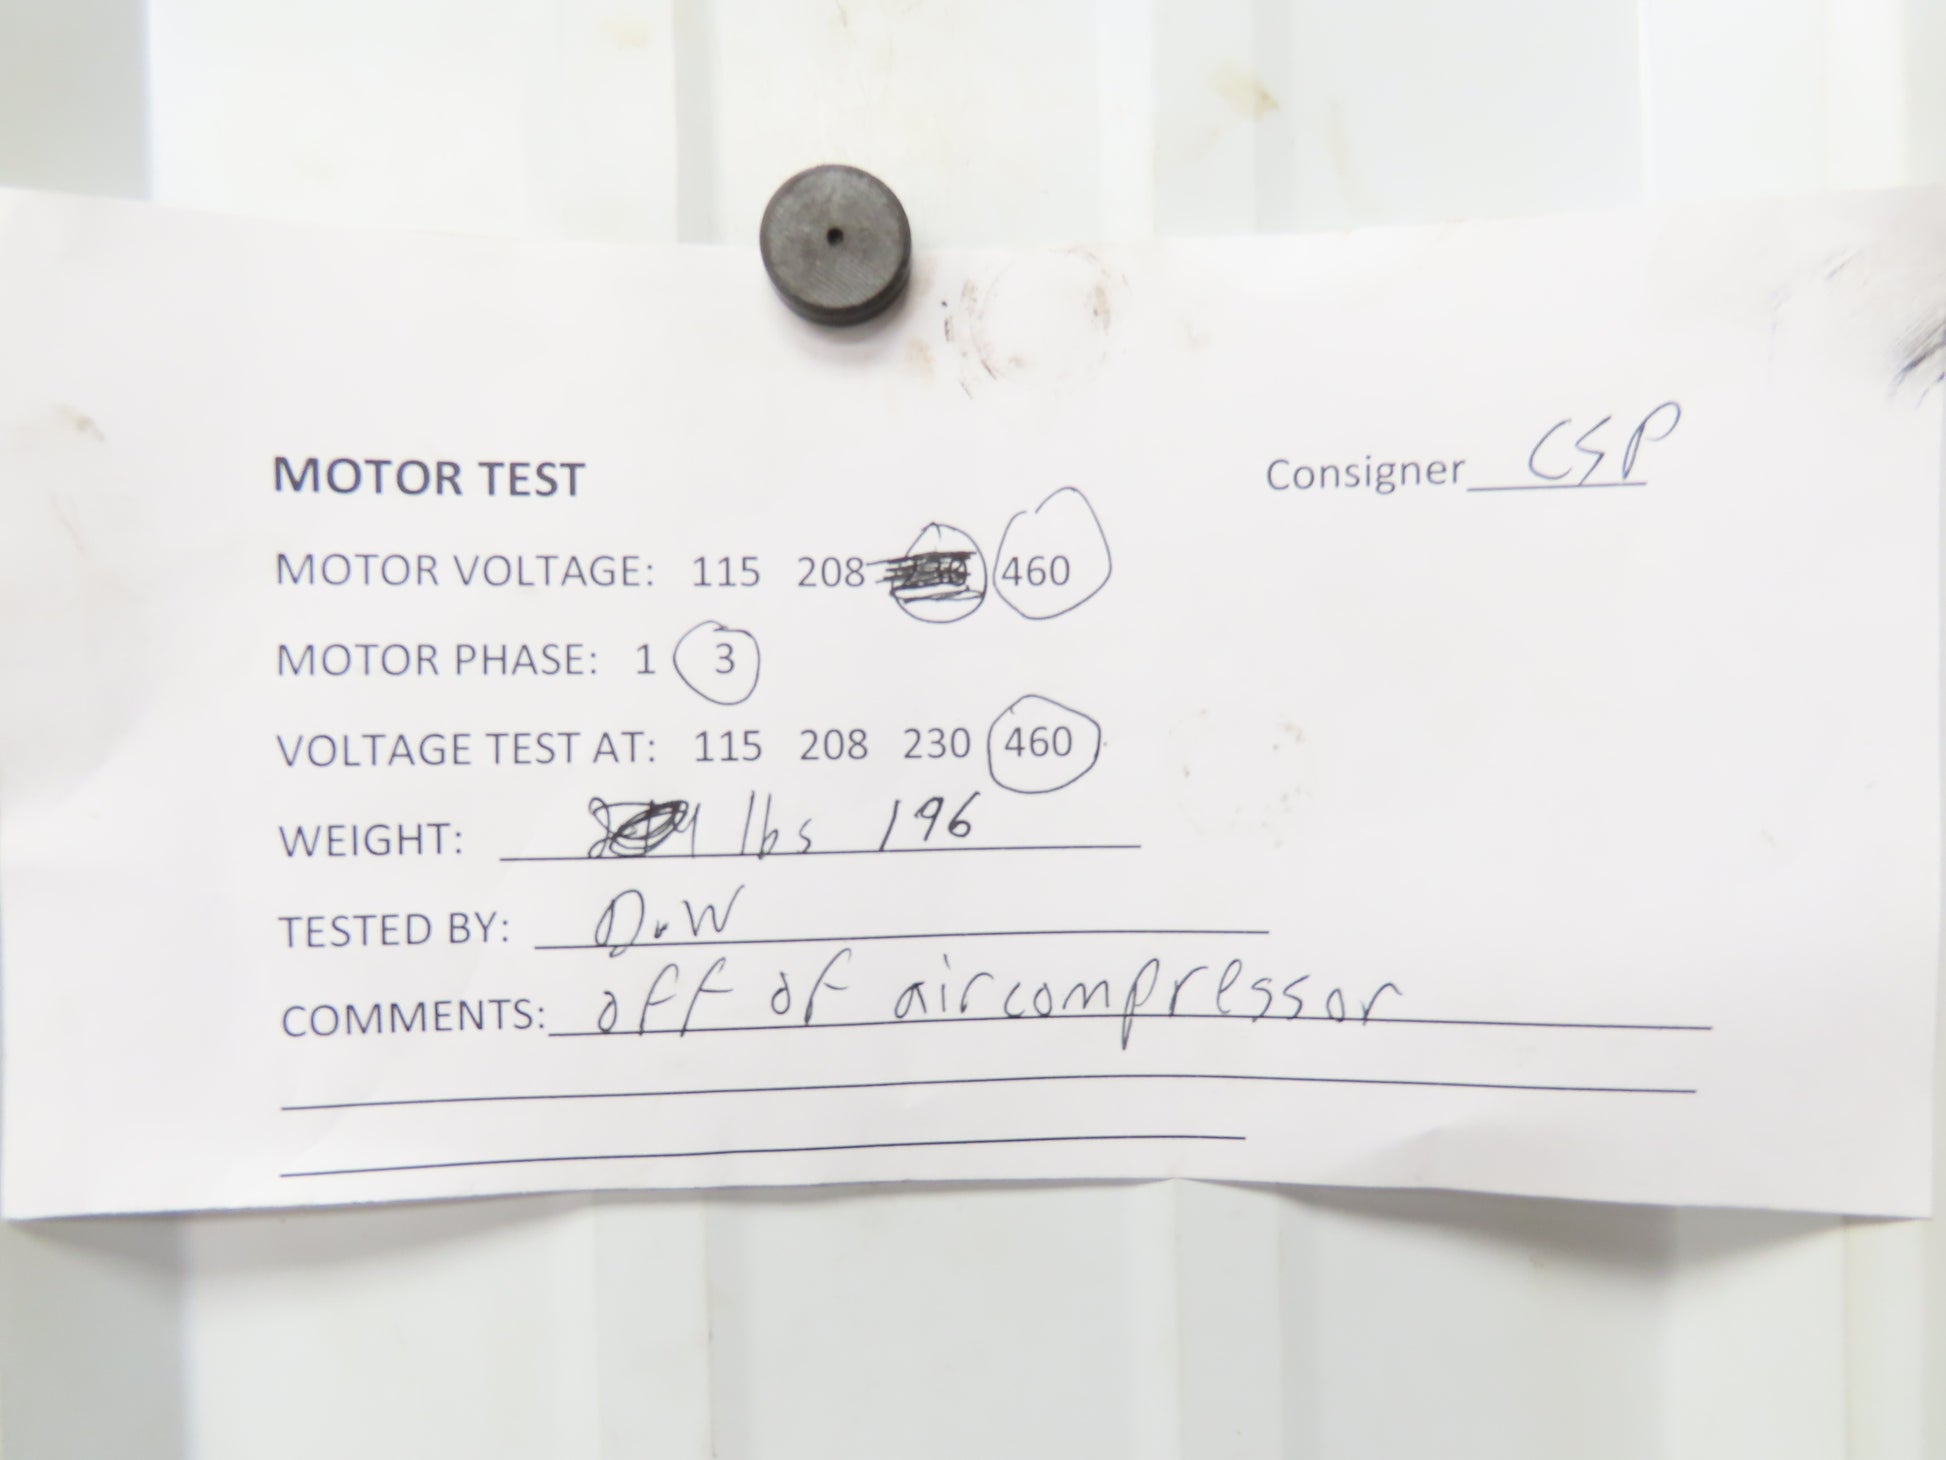 MOTOR TEST Consigner CSP
MOTOR VOLTAGE: 115 208 230 460
MOTOR PHASE: 1 3
VOLTAGE TEST AT: 115 208 230 460
WEIGHT: lbs 196
TESTED BY: D.W
COMMENTS: off of aircompressor